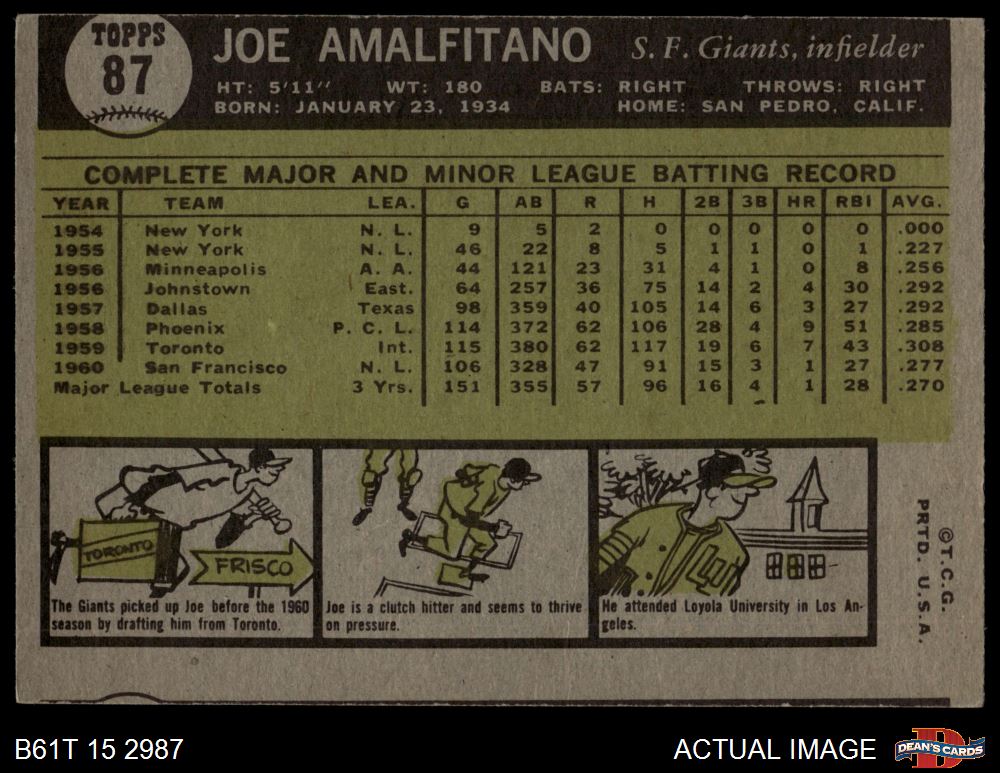 TOPPS
87
JOE AMALFITANO S. F. Giants, infielder
HT: 5'11" WT: 180 BATS: RIGHT THROWS: RIGHT
BORN: JANUARY 23, 1934 HOME: SAN PEDRO, CALIF.
COMPLETE MAJOR AND MINOR LEAGUE BATTING RECORD
YEAR TEAM LEA. G AB R H 2B 3B HR RBI AVG.
1954 New York N. L. 9 5 2 0 0 0 0 0 .000
1955 New York N. L. 46 22 8 5 1 1 0 1 .227
1956 Minneapolis A. A. 44 121 23 31 4 1 0 8 .256
1956 Johnstown East. 64 257 36 75 14 2 4 30 .292
1957 Dallas Texas 98 359 40 105 14 6 3 27 .292
1958 Phoenix P. C. L. 114 372 62 106 28 4 9 51 .285
1959 Toronto Int. 115 380 62 117 19 6 7 43 .308
1960 San Francisco N. L. 106 328 47 91 15 3 1 27 .277
Major League Totals 3 Yrs. 151 355 57 96 16 4 1 28 .270
TORONTO
FRISCO
The Giants picked up Joe before the 1960
season by drafting him from Toronto.
Joe is a clutch hitter and seems to thrive
on pressure.
He attended Loyola University in Los An-
geles.
©T.C.G.
PRTD. U.S.A.
B61T 15 2987
ACTUAL IMAGE
D
DEAN'S CARDS